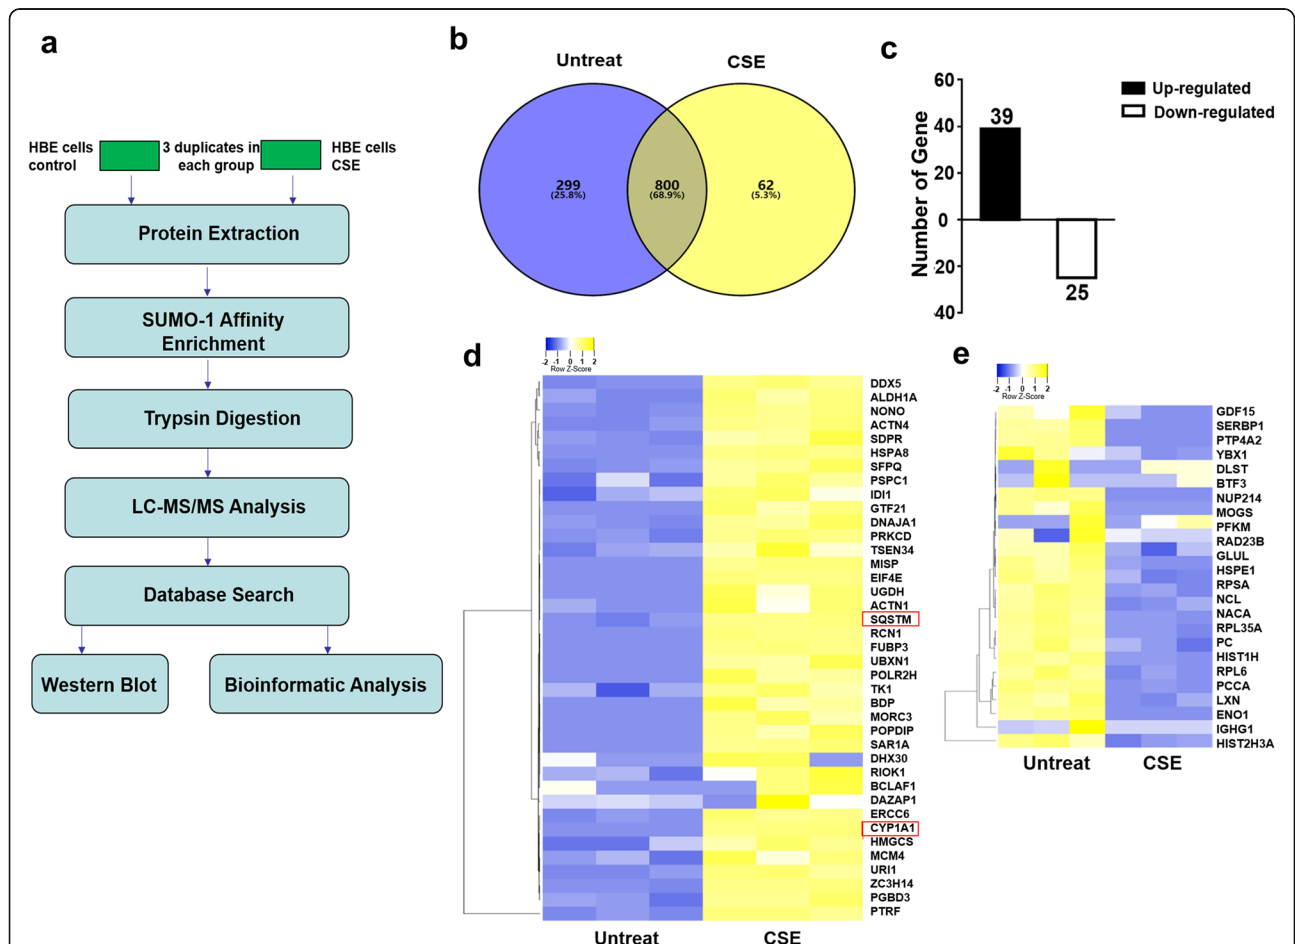 a
HBE cells
control
3 duplicates in
each group
HBE cells
CSE
Protein Extraction
SUMO-1 Affinity
Enrichment
Trypsin Digestion
LC-MS/MS Analysis
Database Search
Western Blot
Bioinformatic Analysis
b
Untreat
CSE
299
(25.8%)
800
(68.9%)
62
(5.3%)
c
Number of Gene
60
40
20
0
-20
-40
39
25
Up-regulated
Down-regulated
d
-2 -1 0 1 2
Row Z-Score
DDX5
ALDH1A
NONO
ACTN4
SDPR
HSPA8
SFPQ
PSPC1
IDI1
GTF21
DNAJA1
PRKCD
TSEN34
MISP
EIF4E
UGDH
ACTN1
SQSTM
RCN1
FUBP3
UBXN1
POLR2H
TK1
BDP
MORC3
POPDIP
SAR1A
DHX30
RIOK1
BCLAF1
DAZAP1
ERCC6
CYP1A1
HMGCS
MCM4
URI1
ZC3H14
PGBD3
PTRF
Untreat
CSE
e
-2 -1 0 1 2
Row Z-Score
GDF15
SERBP1
PTP4A2
YBX1
DLST
BTF3
NUP214
MOGS
PFKM
RAD23B
GLUL
HSPE1
RPSA
NCL
NACA
RPL35A
PC
HIST1H
RPL6
PCCA
LXN
ENO1
IGHG1
HIST2H3A
Untreat
CSE